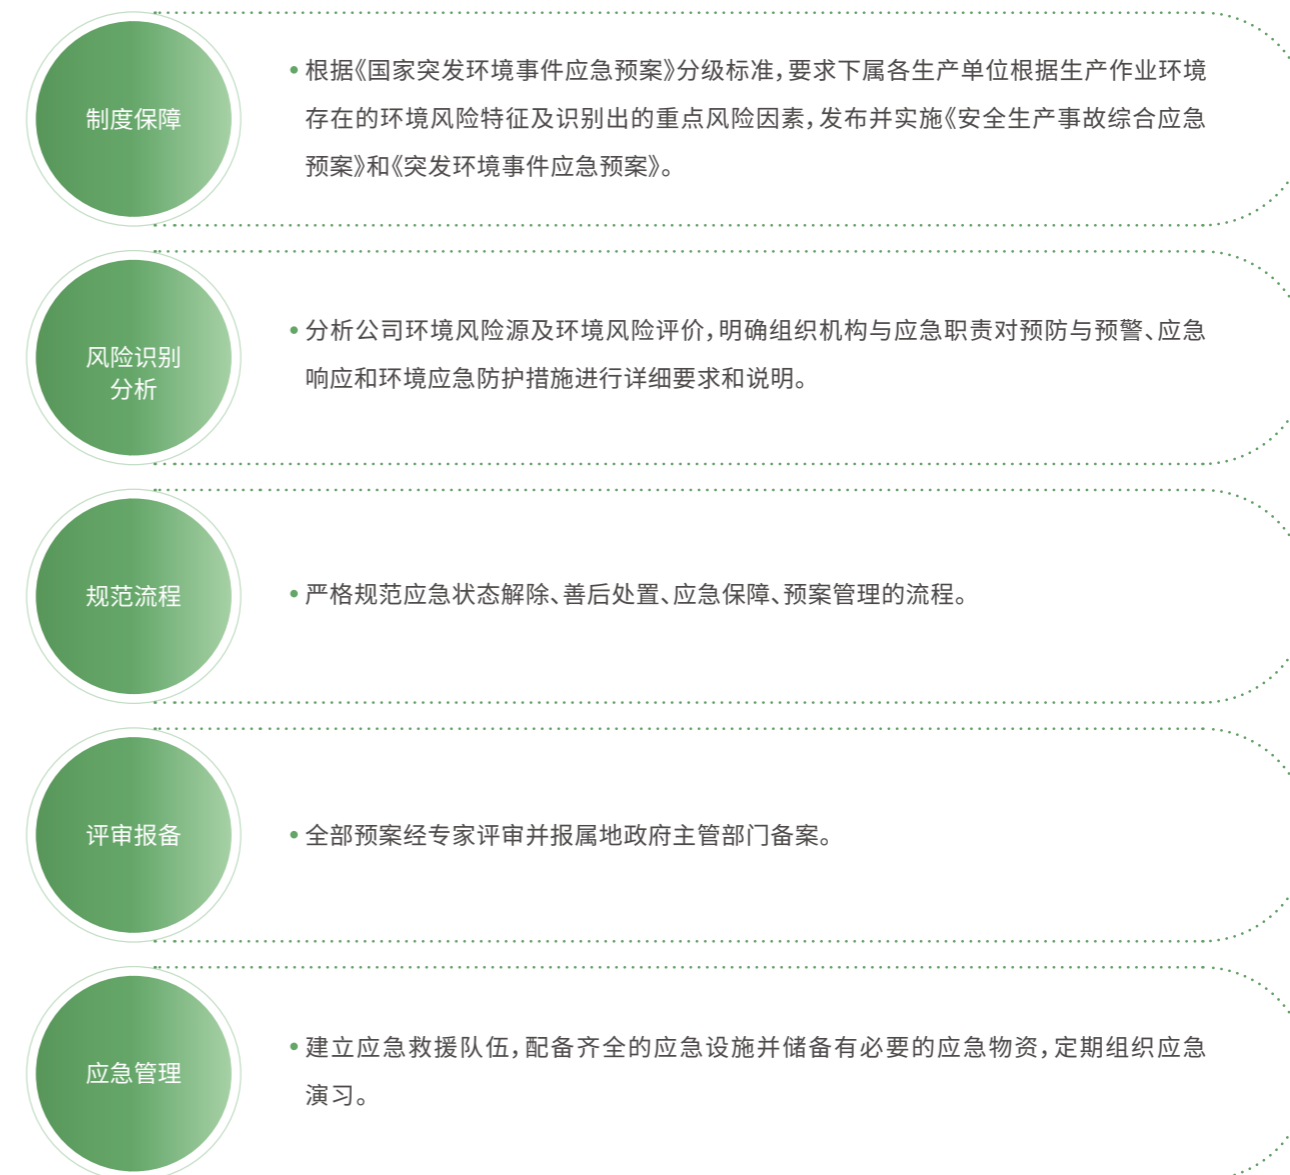 制度保障
• 根据《国家突发环境事件应急预案》分级标准，要求下属各生产单位根据生产作业环境
存在的环境风险特征及识别出的重点风险因素，发布并实施《安全生产事故综合应急
预案》和《突发环境事件应急预案》。
风险识别
分析
• 分析公司环境风险源及环境风险评价，明确组织机构与应急职责对预防与预警、应急
响应和环境应急防护措施进行详细要求和说明。
规范流程
• 严格规范应急状态解除、善后处置、应急保障、预案管理的流程。
评审报备
• 全部预案经专家评审并报属地政府主管部门备案。
应急管理
• 建立应急救援队伍，配备齐全的应急设施并储备有必要的应急物资，定期组织应急
演习。